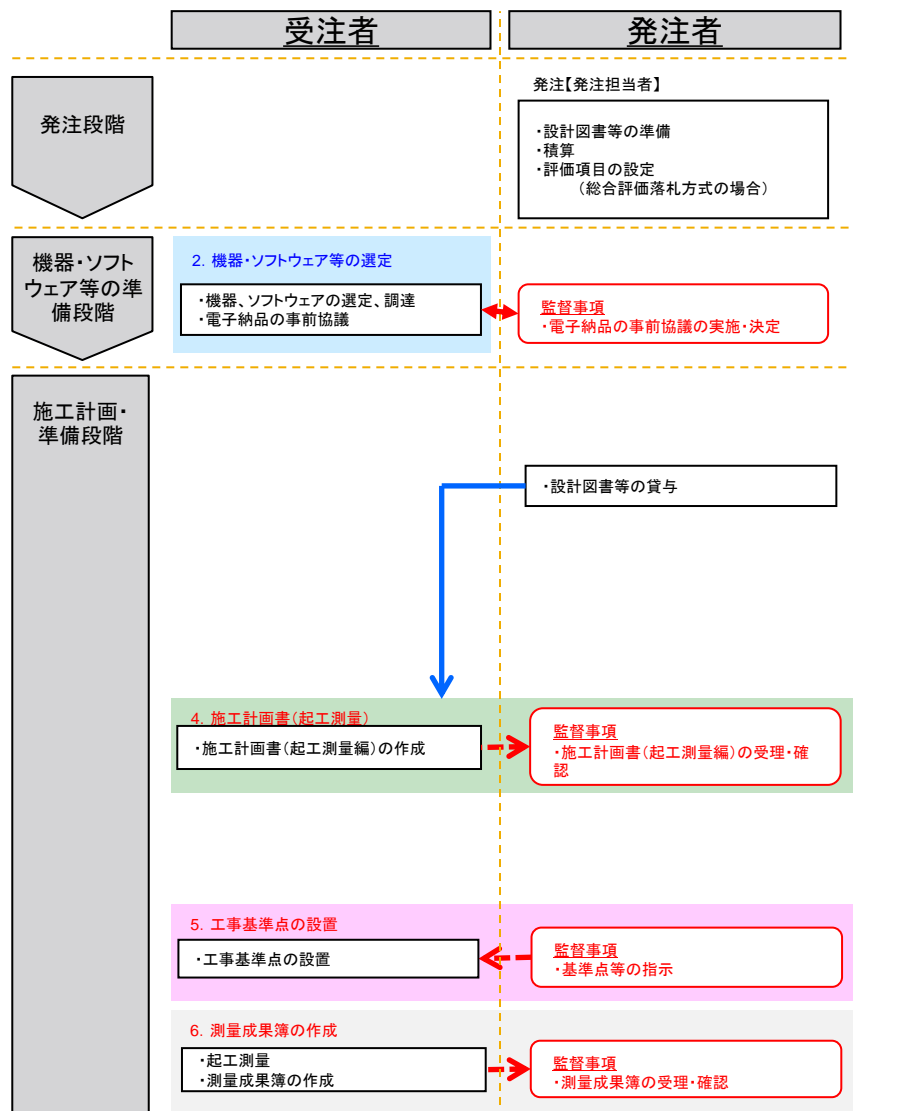 受注者
発注者
発注段階
発注【発注担当者】
・設計図書等の準備
・積算
・評価項目の設定
（総合評価落札方式の場合）
機器・ソフト
ウェア等の準
備段階
2. 機器・ソフトウェア等の選定
・機器、ソフトウェアの選定、調達
・電子納品の事前協議
監督事項
・電子納品の事前協議の実施・決定
施工計画・
準備段階
・設計図書等の貸与
4. 施工計画書（起工測量）
・施工計画書（起工測量編）の作成
監督事項
・施工計画書（起工測量編）の受理・確
認
5. 工事基準点の設置
・工事基準点の設置
監督事項
・基準点等の指示
6. 測量成果簿の作成
・起工測量
・測量成果簿の作成
監督事項
・測量成果簿の受理・確認